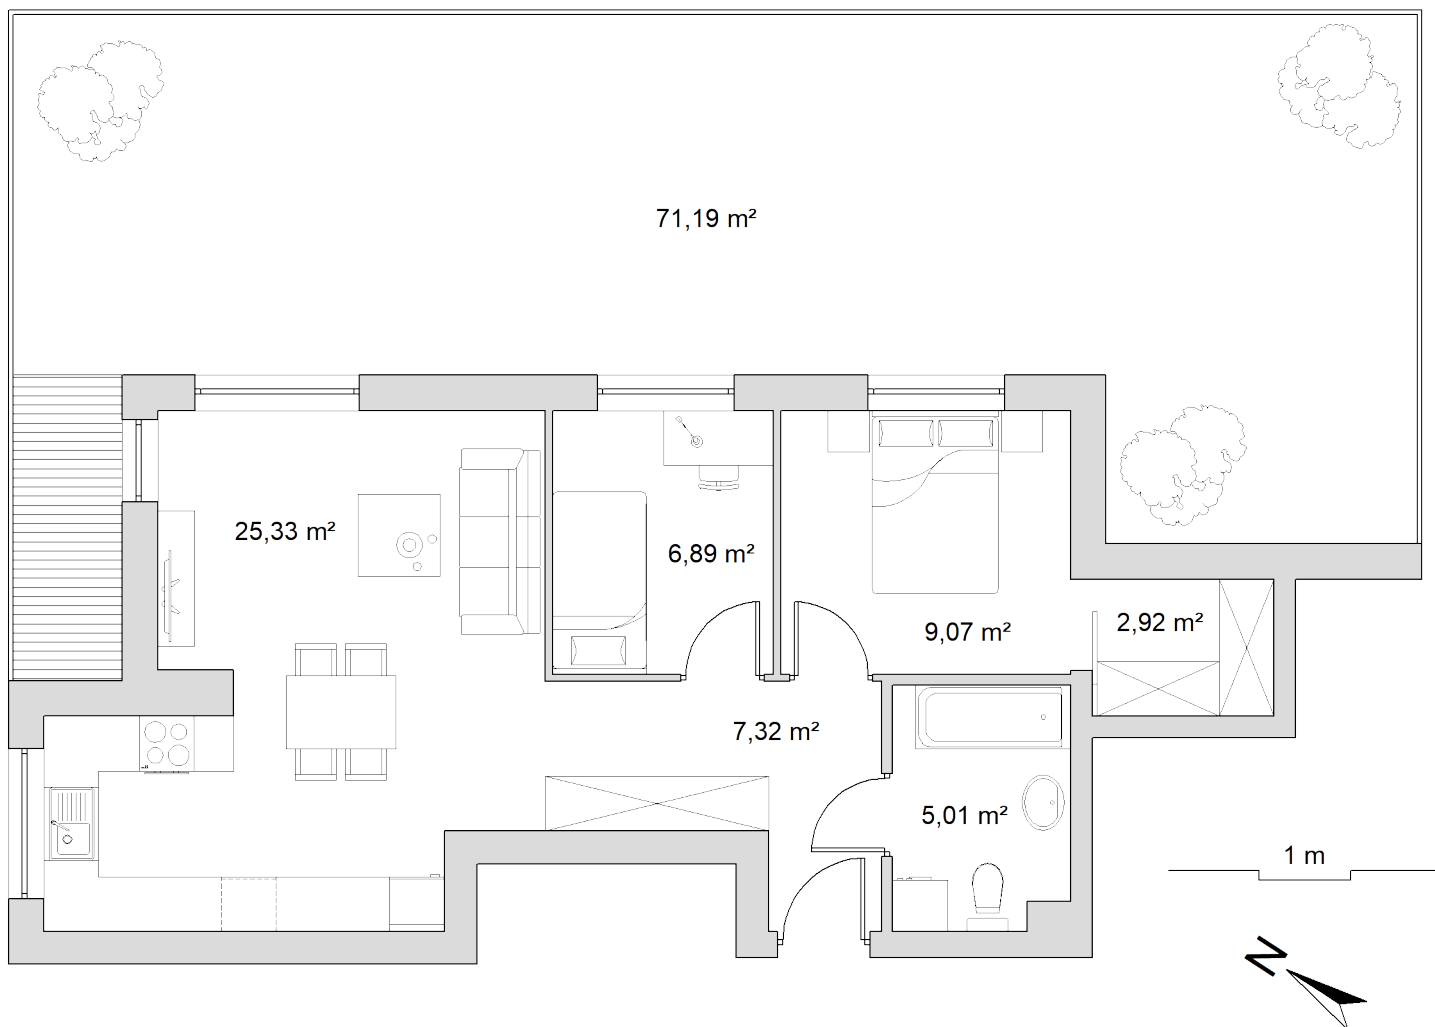 71,19 m²
25,33 m²
6,89 m²
9,07 m²
2,92 m²
7,32 m²
5,01 m²
1 m
N